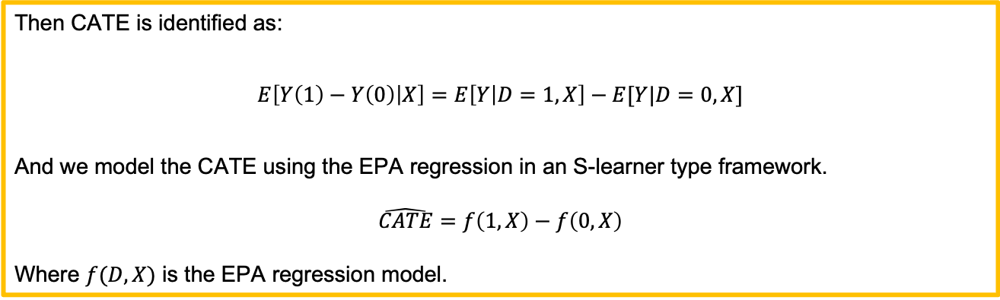 Then CATE is identified as:
E[Y(1) − Y(0)|X] = E[Y|D = 1, X] − E[Y|D = 0, X]
And we model the CATE using the EPA regression in an S-learner type framework.
\widehat{CATE} = f(1, X) − f(0, X)
Where f(D, X) is the EPA regression model.